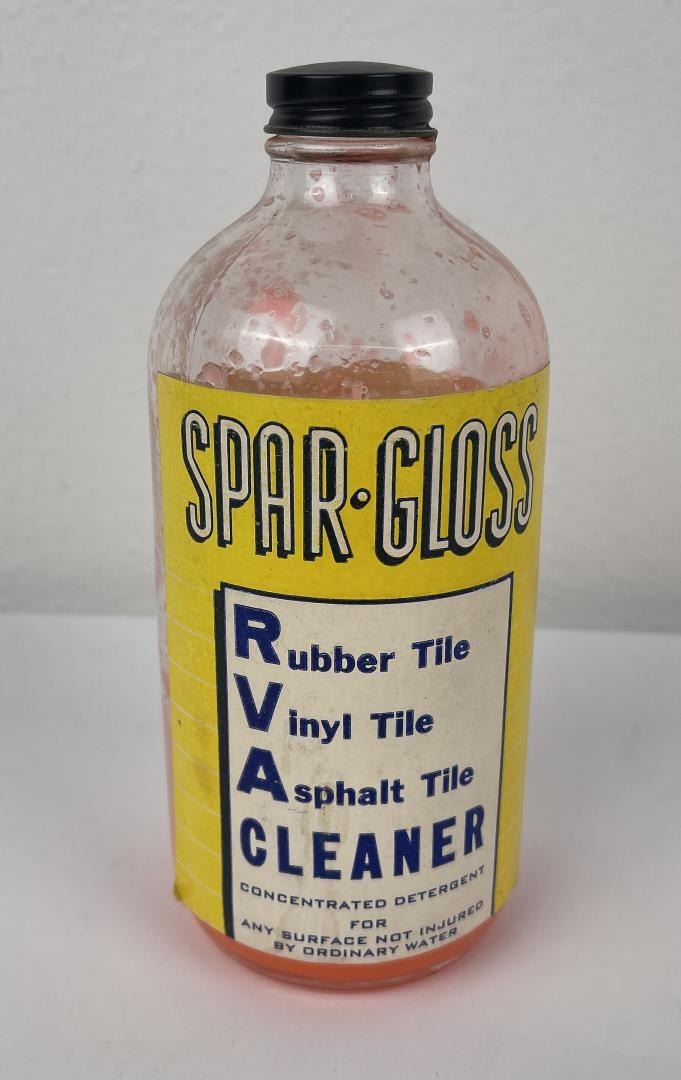 SPAR·GLOSS
Rubber Tile
Vinyl Tile
Asphalt Tile
CLEANER
CONCENTRATED DETERGENT
FOR
ANY SURFACE NOT INJURED
BY ORDINARY WATER